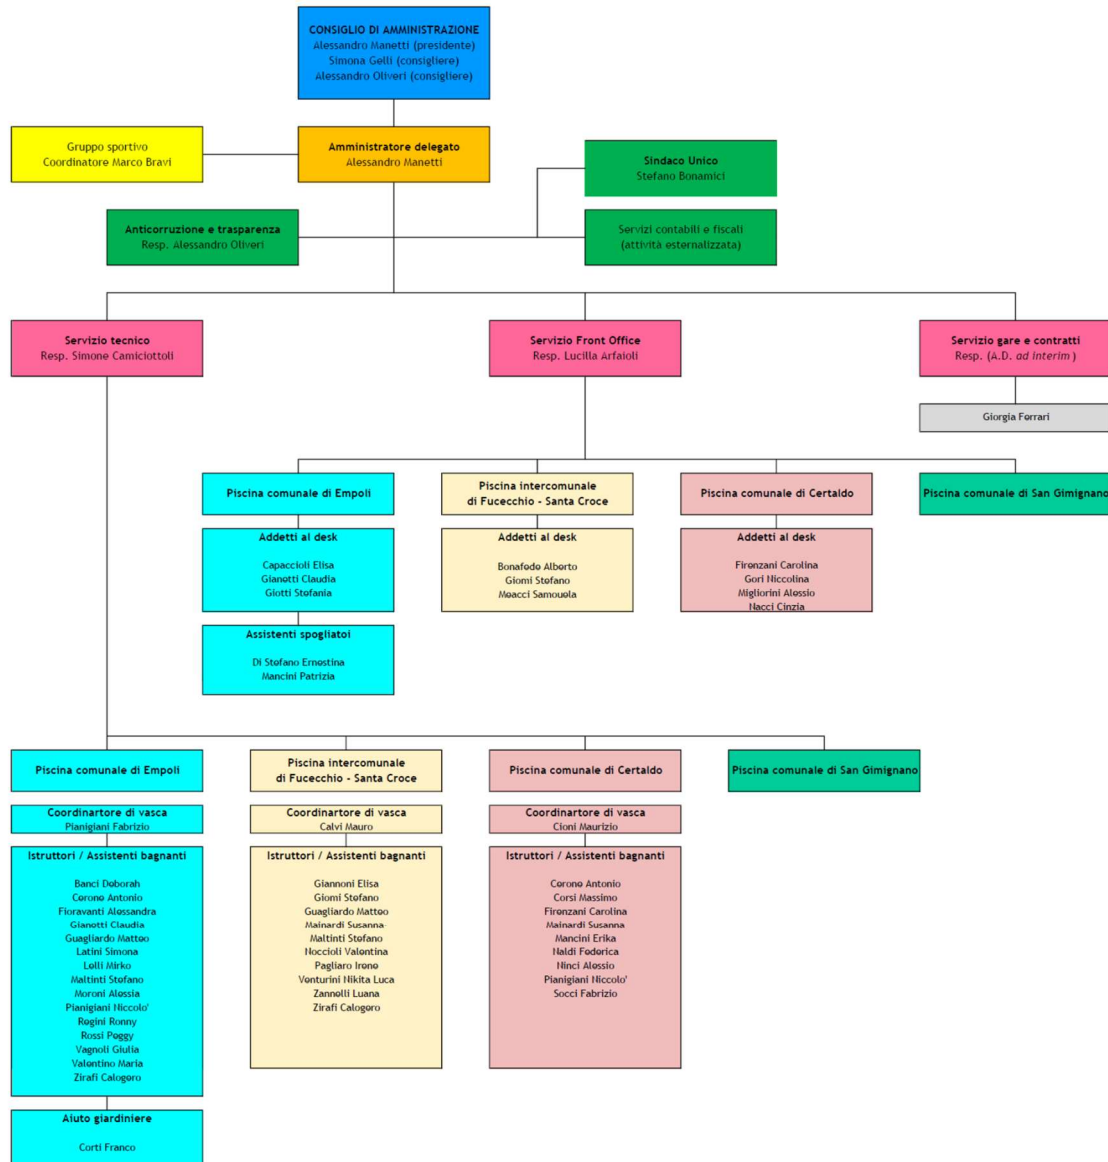 CONSIGLIO DI AMMINISTRAZIONE
Alessandro Manetti (presidente)
Simona Gelli (consigliere)
Alessandro Oliveri (consigliere)
Gruppo sportivo
Coordinatore Marco Bravi
Amministratore delegato
Alessandro Manetti
Sindaco Unico
Stefano Bonamici
Anticorruzione e trasparenza
Resp. Alessandro Oliveri
Servizi contabili e fiscali
(attività esternalizzata)
Servizio tecnico
Resp. Simone Camiciottoli
Servizio Front Office
Resp. Lucilla Arfaioli
Servizio gare e contratti
Resp. (A.D. ad interim)
Giorgia Ferrari
Piscina comunale di Empoli
Piscina intercomunale
di Fucecchio - Santa Croce
Piscina comunale di Certaldo
Piscina comunale di San Gimignano
Addetti al desk
Capaccioli Elisa
Gianetti Claudia
Giotti Stefania
Addetti al desk
Bonafede Alberto
Giomi Stefano
Meacci Samouela
Addetti al desk
Firenzani Carolina
Gori Niccolina
Migliorini Alessio
Nacci Cinzia
Assistenti spogliatoi
Di Stefano Ernestina
Mancini Patrizia
Piscina comunale di Empoli
Piscina intercomunale
di Fucecchio - Santa Croce
Piscina comunale di Certaldo
Piscina comunale di San Gimignano
Coordinartore di vasca
Pianigiani Fabrizio
Coordinartore di vasca
Calvi Mauro
Coordinartore di vasca
Cioni Maurizio
Istruttori / Assistenti bagnanti
Banci Deborah
Cerone Antonio
Fioravanti Alessandra
Gianetti Claudia
Guagliardo Matteo
Latini Simona
Lelli Mirko
Maltinti Stefano
Moroni Alessia
Pianigiani Niccolo'
Regini Ronny
Rossi Peggy
Vagnoli Giulia
Valentino Maria
Zirafi Calogero
Istruttori / Assistenti bagnanti
Giannoni Elisa
Giomi Stefano
Guagliardo Matteo
Mainardi Susanna
Maltinti Stefano
Noccioli Valentina
Pagliaro Irene
Venturini Nikita Luca
Zannelli Luana
Zirafi Calogero
Istruttori / Assistenti bagnanti
Cerone Antonio
Corsi Massimo
Firenzani Carolina
Mainardi Susanna
Mancini Erika
Naldi Federica
Ninci Alessio
Pianigiani Niccolo'
Socci Fabrizio
Aiuto giardiniere
Corti Franco